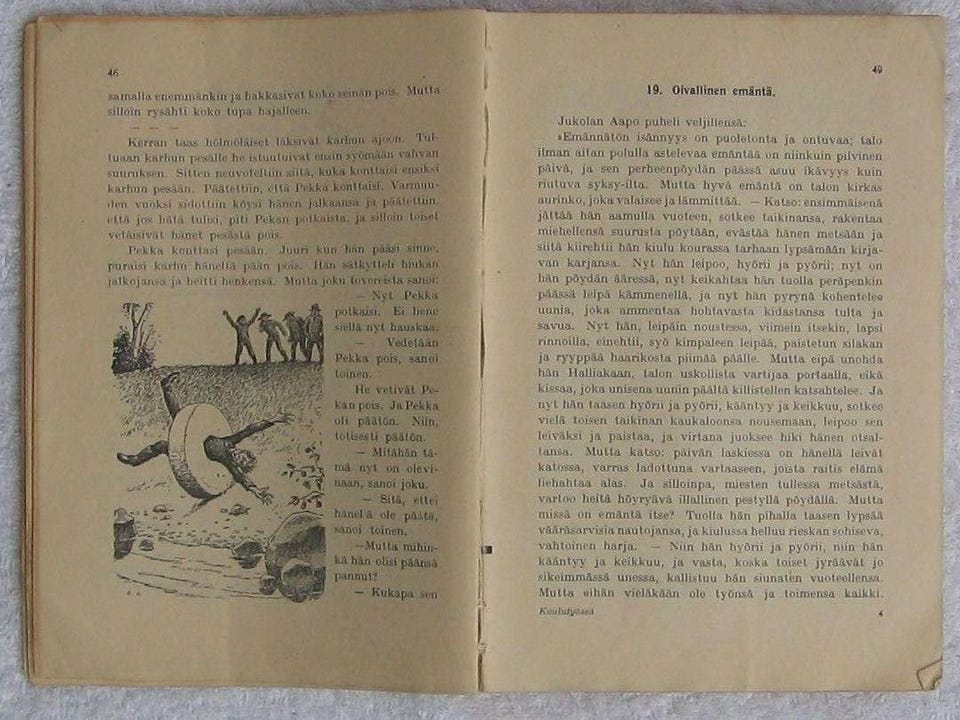 46
samalla enemmänkin ja hakkasivat koko seinän pois. Mutta
silloin rysähti koko tupa hajalleen.
— — —
Kerran taas hölmöläiset läksivät karhun ajoon. Tul-
tuaan karhun pesälle he istuntuivat ensin syömään vahvan
suuruksen. Sitten neuvoteltiin siitä, kuka konttaisi ensiksi
karhun pesään. Päätettiin, että Pekka konttaisi. Varmuu-
den vuoksi sidottiin köysi hänen jalkaansa ja päätettiin,
että jos hätä tulisi, piti Pekan potkaista, ja silloin toiset
vetäisivät hänet pesästä pois.
Pekka konttasi pesään. Juuri kun hän pääsi sinne,
puraisi karhu häneltä pään pois. Hän sätkytteli hiukan
jalkojansa ja heitti henkensä. Mutta joku tovereista sanoi:
— Nyt Pekka
potkaisi. Ei hene
siellä nyt hauskaa.
— Vedetään
Pekka pois, sanoi
toinen.
He vetivät Pe-
kan pois. Ja Pekka
oli päätön. Niin,
totisesti päätön.
— Mitähän tä-
mä nyt on olevi-
naan, sanoi joku.
— Sitä, ettei
hänellä ole päätä,
sanoi toinen.
—Mutta mihin-
kä hän olisi päänsä
pannut?
— Kukapa sen
49
19. Oivallinen emäntä.
Jukolan Aapo puheli veljillensä:
»Emännätön isännyys on puoletonta ja ontuvaa; talo
ilman aitan polulla astelevaa emäntää on niinkuin pilvinen
päivä, ja sen perheenpöydän päässä asuu ikävyys kuin
riutuva syksy-ilta. Mutta hyvä emäntä on talon kirkas
aurinko, joka valaisee ja lämmittää. — Katso: ensimmäisenä
jättää hän aamulla vuoteen, sotkee taikinansa, rakentaa
miehellensä suurusta pöytään, evästää hänen metsään ja
siitä kiirehtii hän kiulu kourassa tarhaan lypsämään kirja-
van karjansa. Nyt hän leipoo, hyörii ja pyörii; nyt on
hän pöydän ääressä, nyt keikahtaa hän tuolla peräpenkin
päässä leipä kämmenellä, ja nyt hän pyrynä kohentelee
uunia, joka ammentaa hohtavasta kidastansa tulta ja
savua. Nyt hän, leipäin noustessa, viimein itsekin, lapsi
rinnoilla, einehtii, syö kimpaleen leipää, paistetun silakan
ja ryyppää haarikosta piimää päälle. Mutta eipä unohda
hän Halliakaan, talon uskollista vartijaa portaalla, eikä
kissaa, joka unisena uunin päältä killistellen katsahtelee. Ja
nyt hän taasen hyörii ja pyörii, kääntyy ja keikkuu, sotkee
vielä toisen taikinan kaukaloonsa nousemaan, leipoo sen
leiväksi ja paistaa, ja virtana juoksee hiki hänen otsal-
tansa. Mutta katso: päivän laskiessa on hänellä leivät
katossa, varras ladottuna vartaaseen, joista raitis elämä
liehahtaa alas. Ja silloinpa, miesten tullessa metsästä,
vartoo heitä höyryävä illallinen pestyllä pöydällä. Mutta
missä on emäntä itse? Tuolla hän pihalla taasen lypsää
vääräsarvisia nautojansa, ja kiulussa helluu rieskan sohiseva,
vahtoinen harja. — Niin hän hyörii ja pyörii, niin hän
kääntyy ja keikkuu, ja vasta, koska toiset jyräävät jo
sikeimmässä unessa, kallistuu hän siunaten vuoteellensa.
Mutta eihän vieläkään ole työnsä ja toimensa kaikki.
Koulutyössä 4